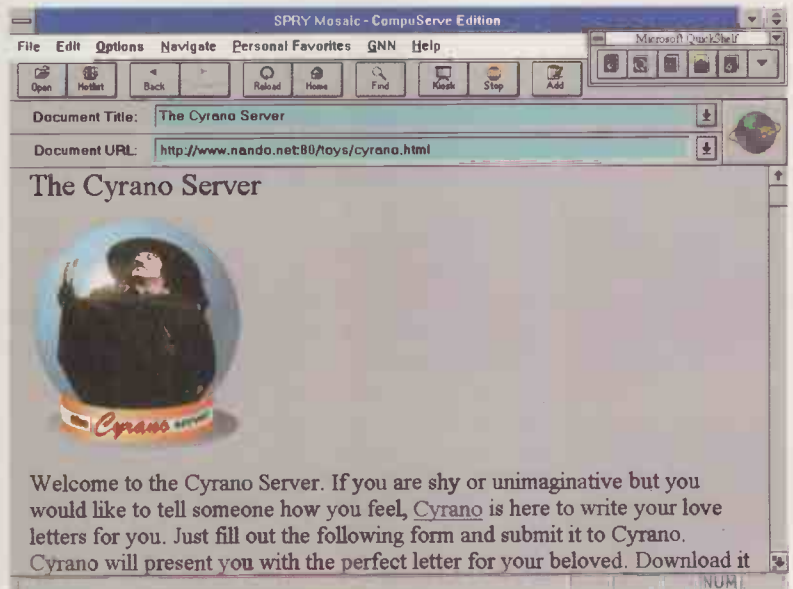 SPRY Mosaic - CompuServe Edition
Microsoft QuickShelf
File Edit Options Navigate Personal Favorites GNN Help
Open Hotlist Back Reload Home Find Kiosk Stop Add
Document Title: The Cyrano Server
Document URL: http://www.nando.net:80/toys/cyrano.html
The Cyrano Server
the Cyrano server
Welcome to the Cyrano Server. If you are shy or unimaginative but you
would like to tell someone how you feel, Cyrano is here to write your love
letters for you. Just fill out the following form and submit it to Cyrano.
Cyrano will present you with the perfect letter for your beloved. Download it
NUM